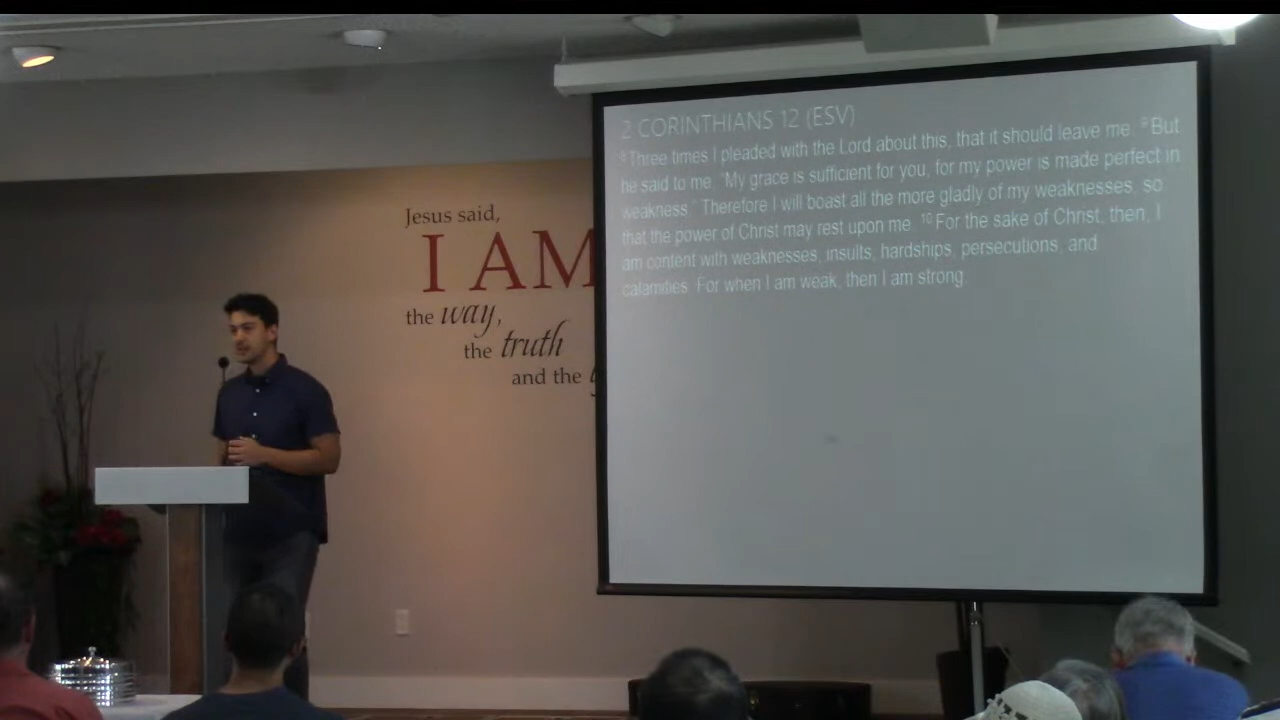 Jesus said,
I AM
the way,
the truth
and the
2 CORINTHIANS 12 (ESV)
8 Three times I pleaded with the Lord about this, that it should leave me. 9 But
he said to me, "My grace is sufficient for you, for my power is made perfect in
weakness." Therefore I will boast all the more gladly of my weaknesses, so
that the power of Christ may rest upon me. 10 For the sake of Christ, then, I
am content with weaknesses, insults, hardships, persecutions, and
calamities. For when I am weak, then I am strong.